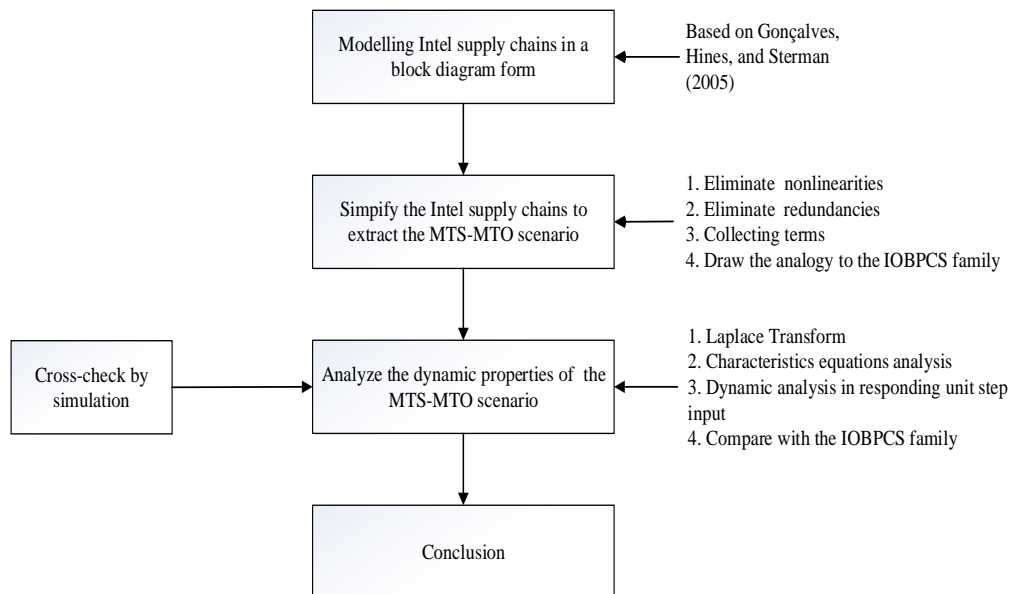 Modelling Intel supply chains in a
block diagram form
Based on Gonçalves,
Hines, and Sterman
(2005)
Simpify the Intel supply chains to
extract the MTS-MTO scenario
1. Eliminate nonlinearities
2. Eliminate redundancies
3. Collecting terms
4. Draw the analogy to the IOBPCS family
Cross-check by
simulation
Analyze the dynamic properties of the
MTS-MTO scenario
1. Laplace Transform
2. Characteristics equations analysis
3. Dynamic analysis in responding unit step
input
4. Compare with the IOBPCS family
Conclusion